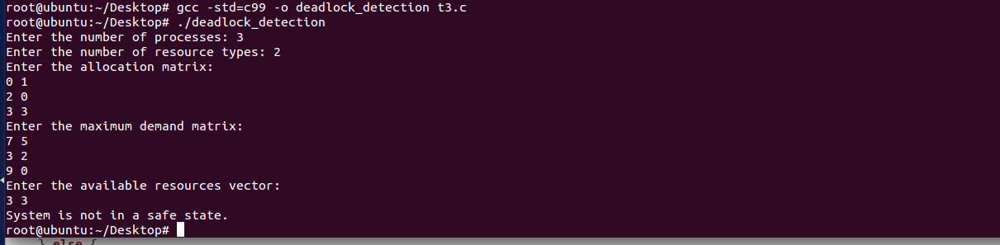 root@ubuntu:~/Desktop# gcc -std=c99 -o deadlock_detection t3.c
root@ubuntu:~/Desktop# ./deadlock_detection
Enter the number of processes: 3
Enter the number of resource types: 2
Enter the allocation matrix:
0 1
2 0
3 3
Enter the maximum demand matrix:
7 5
3 2
9 0
Enter the available resources vector:
3 3
System is not in a safe state.
root@ubuntu:~/Desktop#
} else {